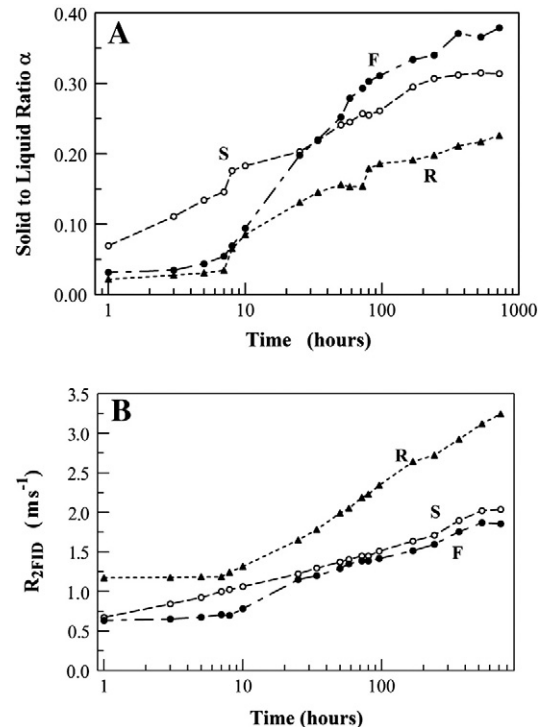 A
Solid to Liquid Ratio α
0.40
0.30
0.20
0.10
0.00
F
S
R
1
10
100
1000
Time (hours)
B
R2FID (ms-1)
3.5
3.0
2.5
2.0
1.5
1.0
0.5
0.0
R
S
F
1
10
100
Time (hours)